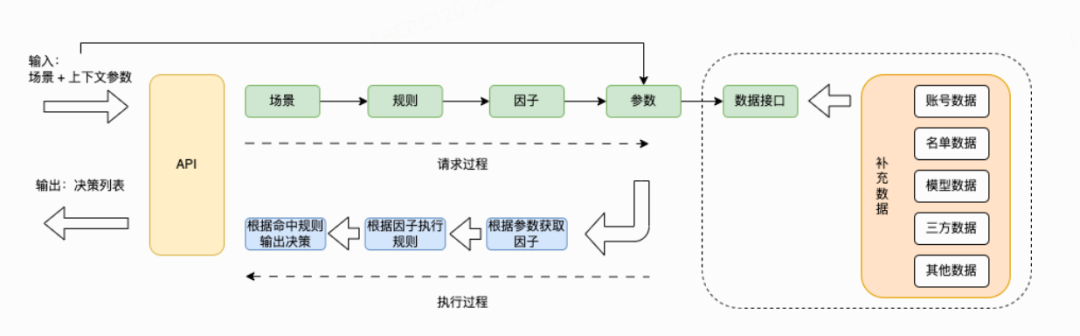 输入：
场景 + 上下文参数
场景
规则
因子
参数
数据接口
账号数据
名单数据
模型数据
三方数据
其他数据
补充数据
API
请求过程
输出：决策列表
根据命中规则
输出决策
根据因子执行
规则
根据参数获取
因子
执行过程